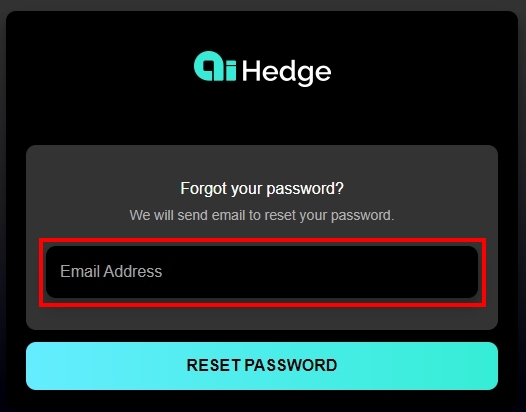 ai Hedge
Forgot your password?
We will send email to reset your password.
Email Address
RESET PASSWORD